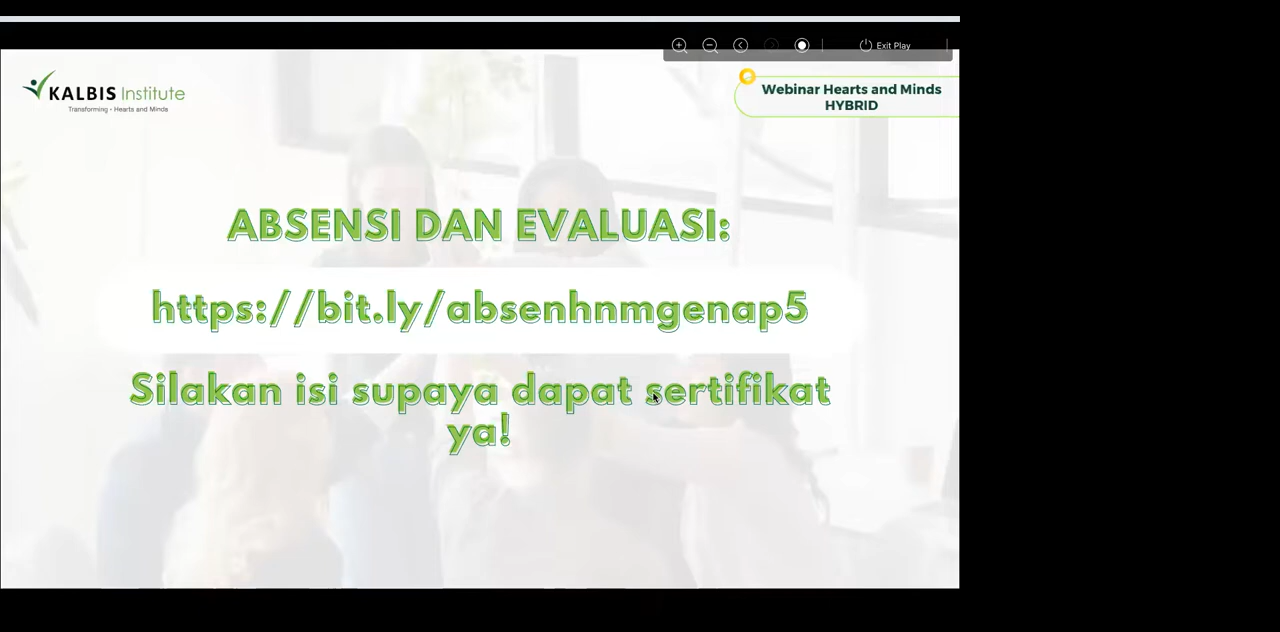 Exit Play
KALBIS Institute
Transforming - Hearts and Minds
Webinar Hearts and Minds
HYBRID
ABSENSI DAN EVALUASI:
https://bit.ly/absenhnmgenap5
Silakan isi supaya dapat sertifikat
ya!